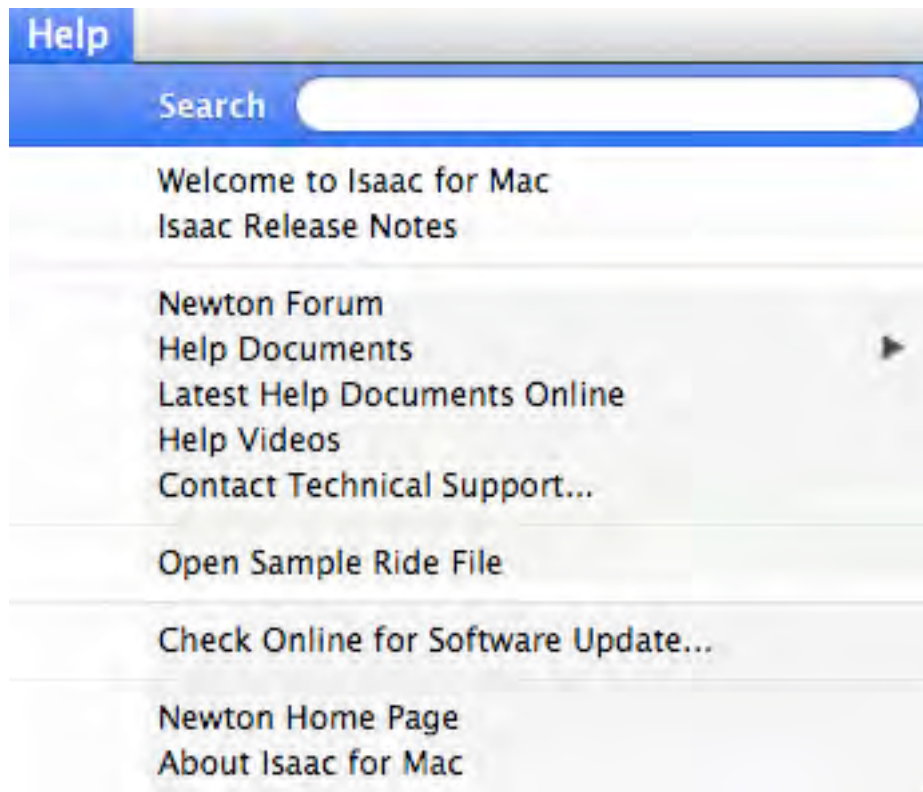 Help
Search
Welcome to Isaac for Mac
Isaac Release Notes
Newton Forum
Help Documents
Latest Help Documents Online
Help Videos
Contact Technical Support...
Open Sample Ride File
Check Online for Software Update...
Newton Home Page
About Isaac for Mac